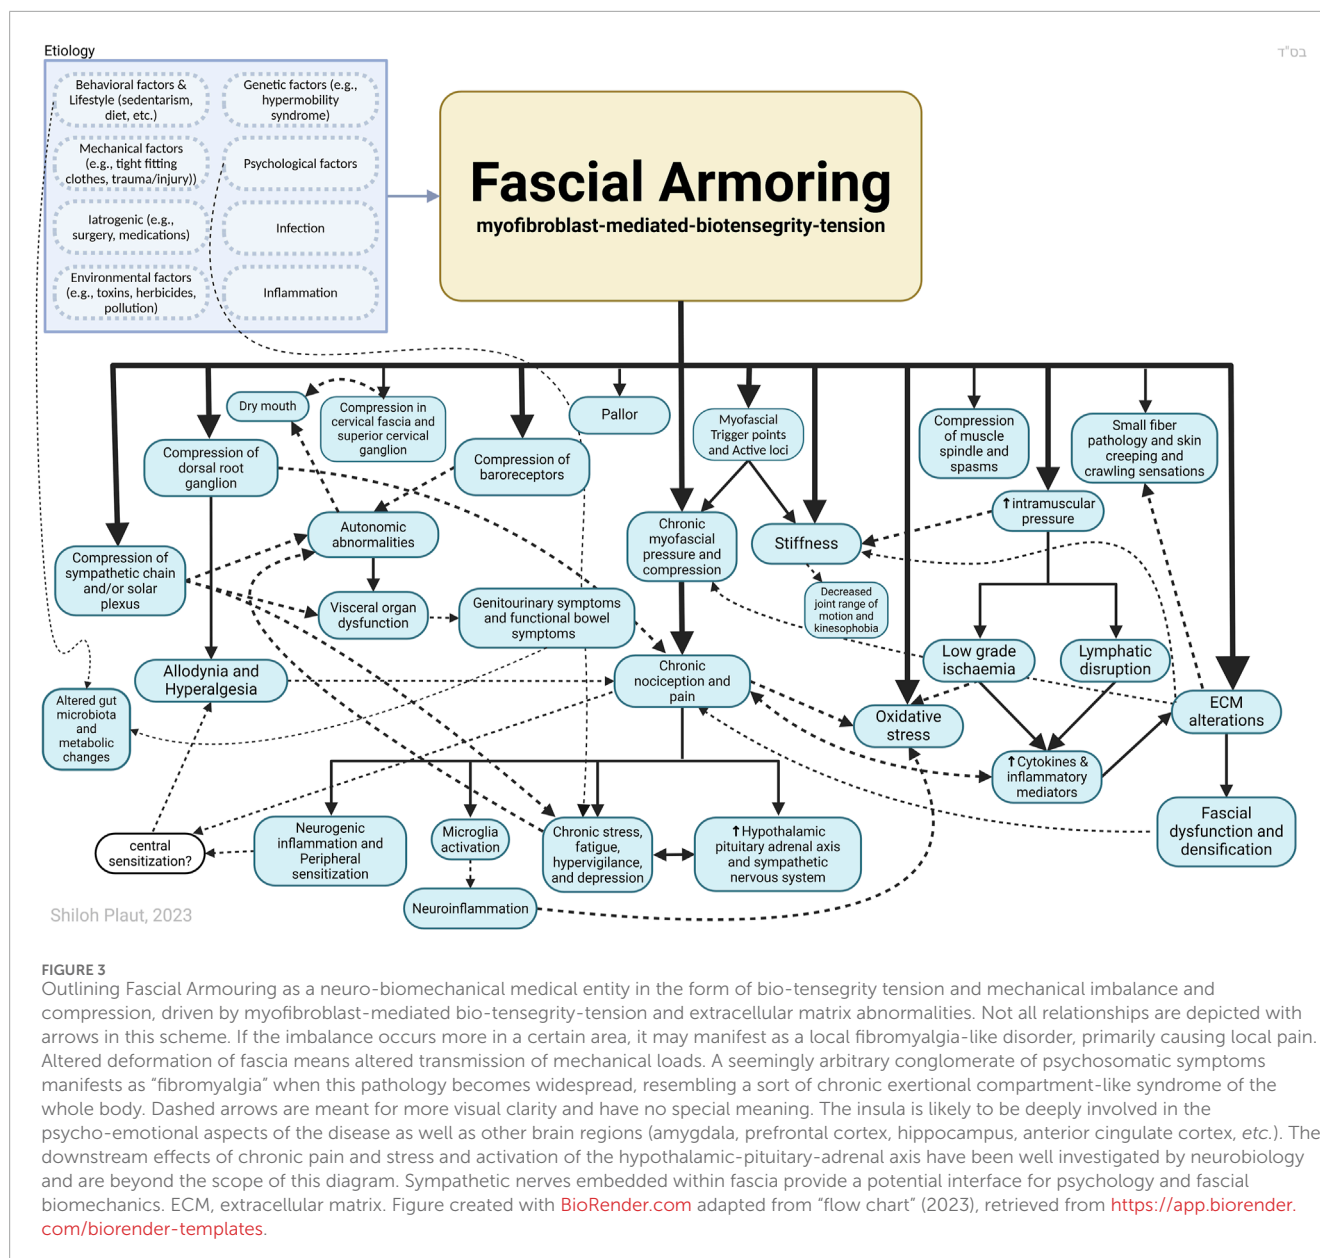 Etiology
בס"ד
Behavioral factors &
Lifestyle (sedentarism,
diet, etc.)
Genetic factors (e.g.,
hypermobility
syndrome)
Mechanical factors
(e.g., tight fitting
clothes, trauma/injury))
Psychological factors
Iatrogenic (e.g.,
surgery, medications)
Infection
Environmental factors
(e.g., toxins, herbicides,
pollution)
Inflammation
Fascial Armoring
myofibroblast-mediated-biotensegrity-tension
Dry mouth
Compression in
cervical fascia and
superior cervical
ganglion
Pallor
Myofascial
Trigger points
and Active loci
Compression
of muscle
spindle and
spasms
Small fiber
pathology and skin
creeping and
crawling sensations
Compression of
dorsal root
ganglion
Compression of
baroreceptors
↑intramuscular
pressure
Autonomic
abnormalities
Chronic
myofascial
pressure and
compression
Stiffness
Compression of
sympathetic chain
and/or solar
plexus
Visceral organ
dysfunction
Genitourinary symptoms
and functional bowel
symptoms
Decreased
joint range of
motion and
kinesophobia
Low grade
ischaemia
Lymphatic
disruption
Allodynia and
Hyperalgesia
Chronic
nociception and
pain
Altered gut
microbiota
and
metabolic
changes
Oxidative
stress
ECM
alterations
↑Cytokines &
inflammatory
mediators
central
sensitization?
Neurogenic
inflammation and
Peripheral
sensitization
Microglia
activation
Chronic stress,
fatigue,
hypervigilance,
and depression
↑Hypothalamic
pituitary adrenal axis
and sympathetic
nervous system
Fascial
dysfunction and
densification
Neuroinflammation
Shiloh Plaut, 2023
FIGURE 3
Outlining Fascial Armouring as a neuro-biomechanical medical entity in the form of bio-tensegrity tension and mechanical imbalance and
compression, driven by myofibroblast-mediated bio-tensegrity-tension and extracellular matrix abnormalities. Not all relationships are depicted with
arrows in this scheme. If the imbalance occurs more in a certain area, it may manifest as a local fibromyalgia-like disorder, primarily causing local pain.
Altered deformation of fascia means altered transmission of mechanical loads. A seemingly arbitrary conglomerate of psychosomatic symptoms
manifests as “fibromyalgia” when this pathology becomes widespread, resembling a sort of chronic exertional compartment-like syndrome of the
whole body. Dashed arrows are meant for more visual clarity and have no special meaning. The insula is likely to be deeply involved in the
psycho-emotional aspects of the disease as well as other brain regions (amygdala, prefrontal cortex, hippocampus, anterior cingulate cortex, etc.). The
downstream effects of chronic pain and stress and activation of the hypothalamic-pituitary-adrenal axis have been well investigated by neurobiology
and are beyond the scope of this diagram. Sympathetic nerves embedded within fascia provide a potential interface for psychology and fascial
biomechanics. ECM, extracellular matrix. Figure created with BioRender.com adapted from “flow chart” (2023), retrieved from https://app.biorender.
com/biorender-templates.